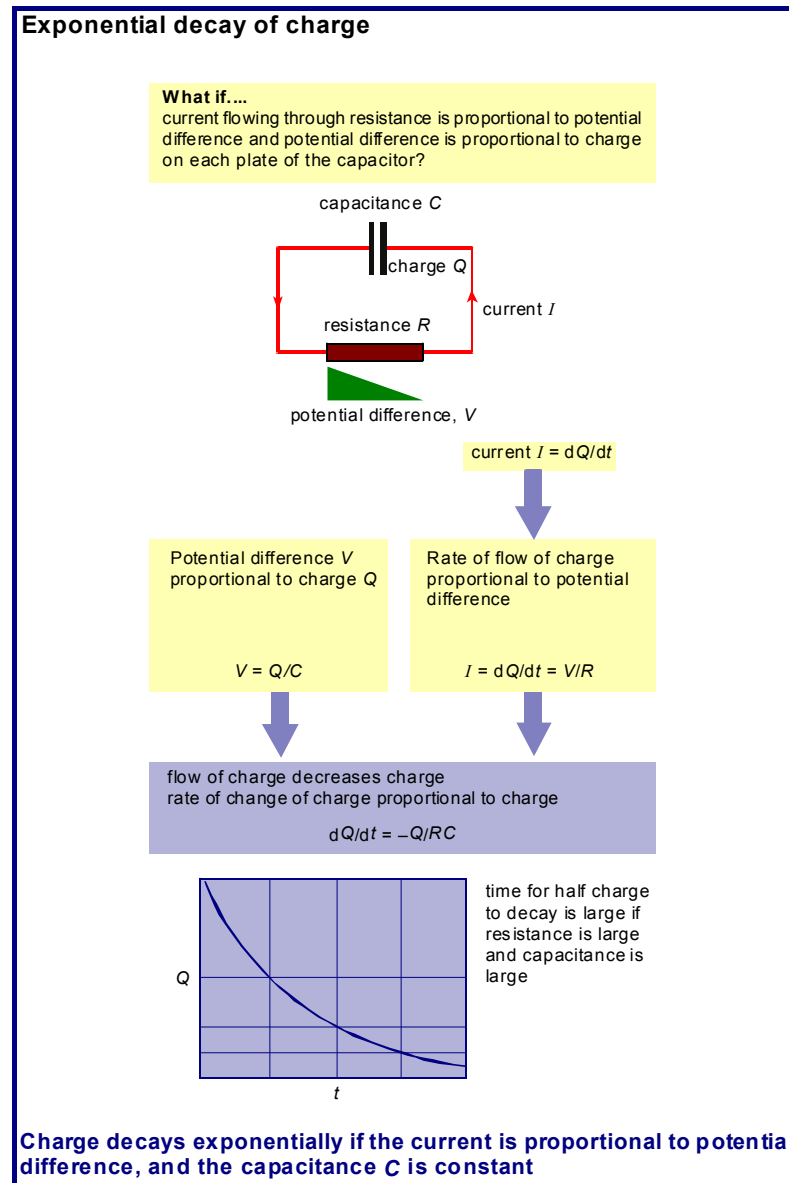 Exponential decay of charge
What if....
current flowing through resistance is proportional to potential
difference and potential difference is proportional to charge
on each plate of the capacitor?
capacitance C
charge Q
current I
resistance R
potential difference, V
current I = dQ/dt
Potential difference V
proportional to charge Q
V = Q/C
Rate of flow of charge
proportional to potential
difference
I = dQ/dt = V/R
flow of charge decreases charge
rate of change of charge proportional to charge
dQ/dt = –Q/RC
time for half charge
to decay is large if
resistance is large
and capacitance is
large
Q
t
Charge decays exponentially if the current is proportional to potentia
difference, and the capacitance C is constant